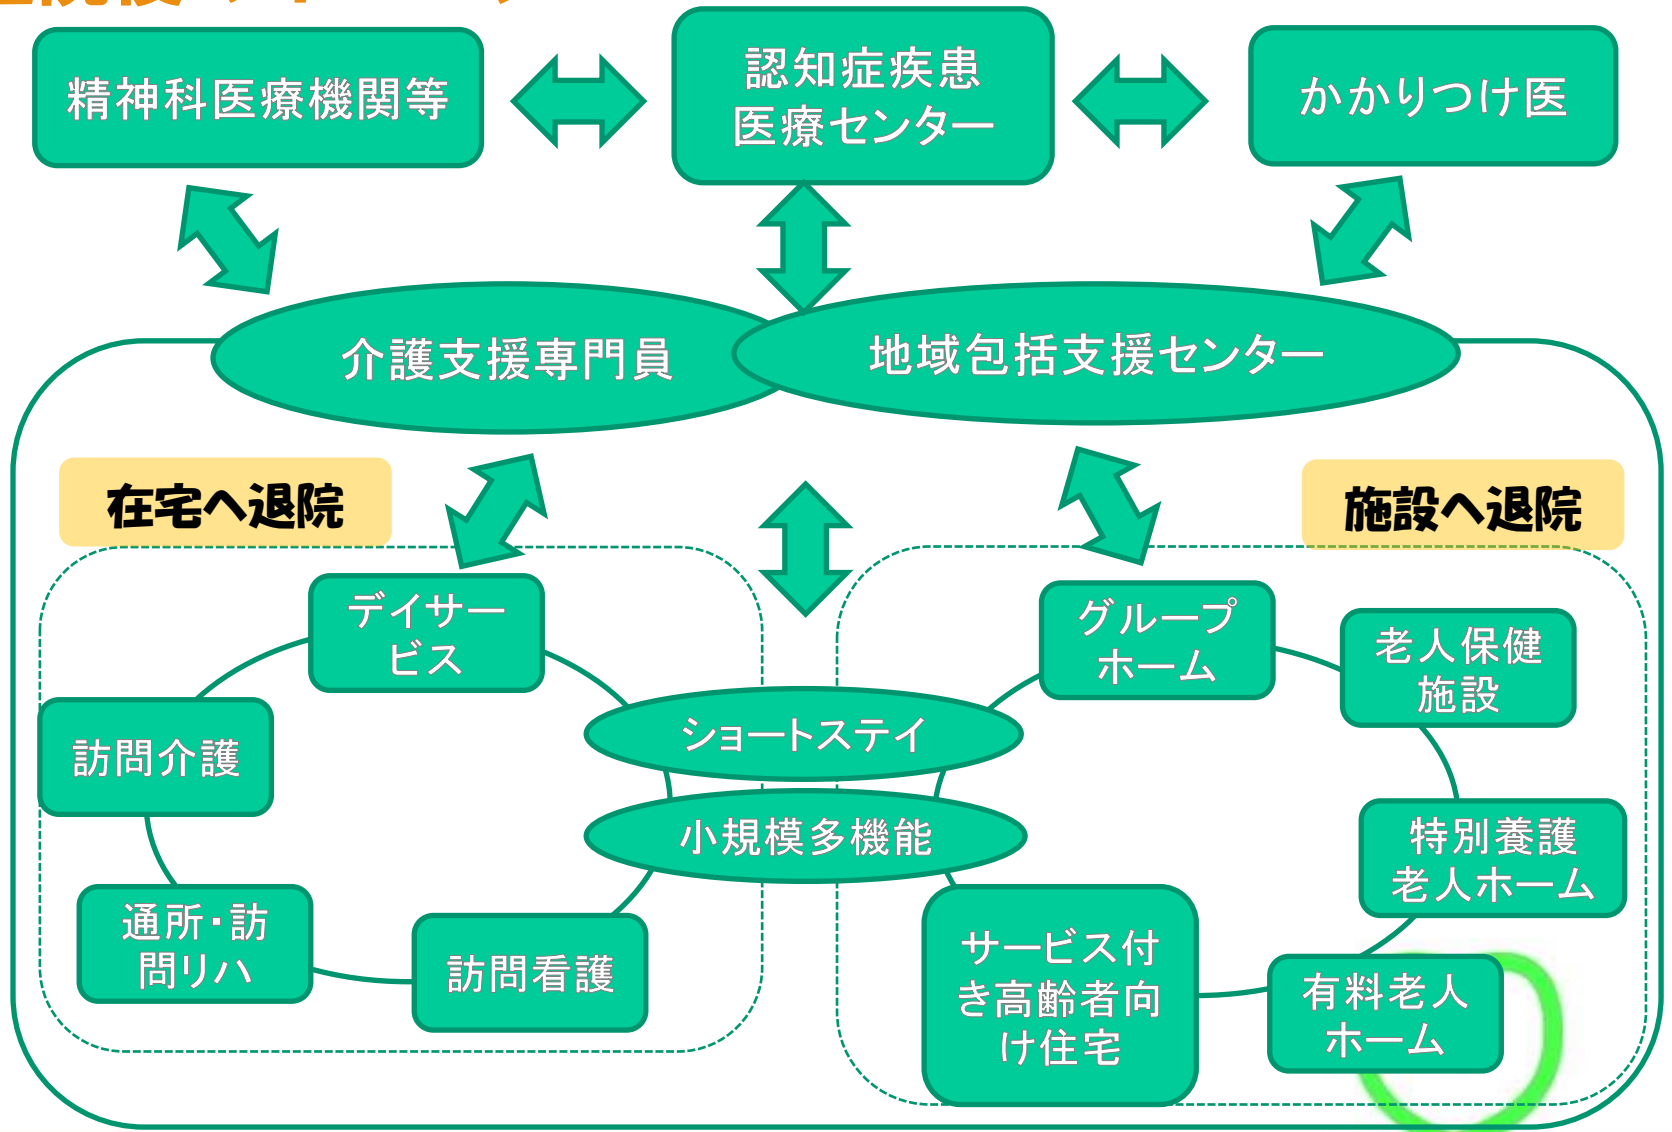 精神科医療機関等
認知症疾患
医療センター
かかりつけ医
介護支援専門員
地域包括支援センター
在宅へ退院
施設へ退院
デイサー
ビス
グループ
ホーム
老人保健
施設
訪問介護
ショートステイ
小規模多機能
特別養護
老人ホーム
通所・訪
問リハ
訪問看護
サービス付
き高齢者向
け住宅
有料老人
ホーム